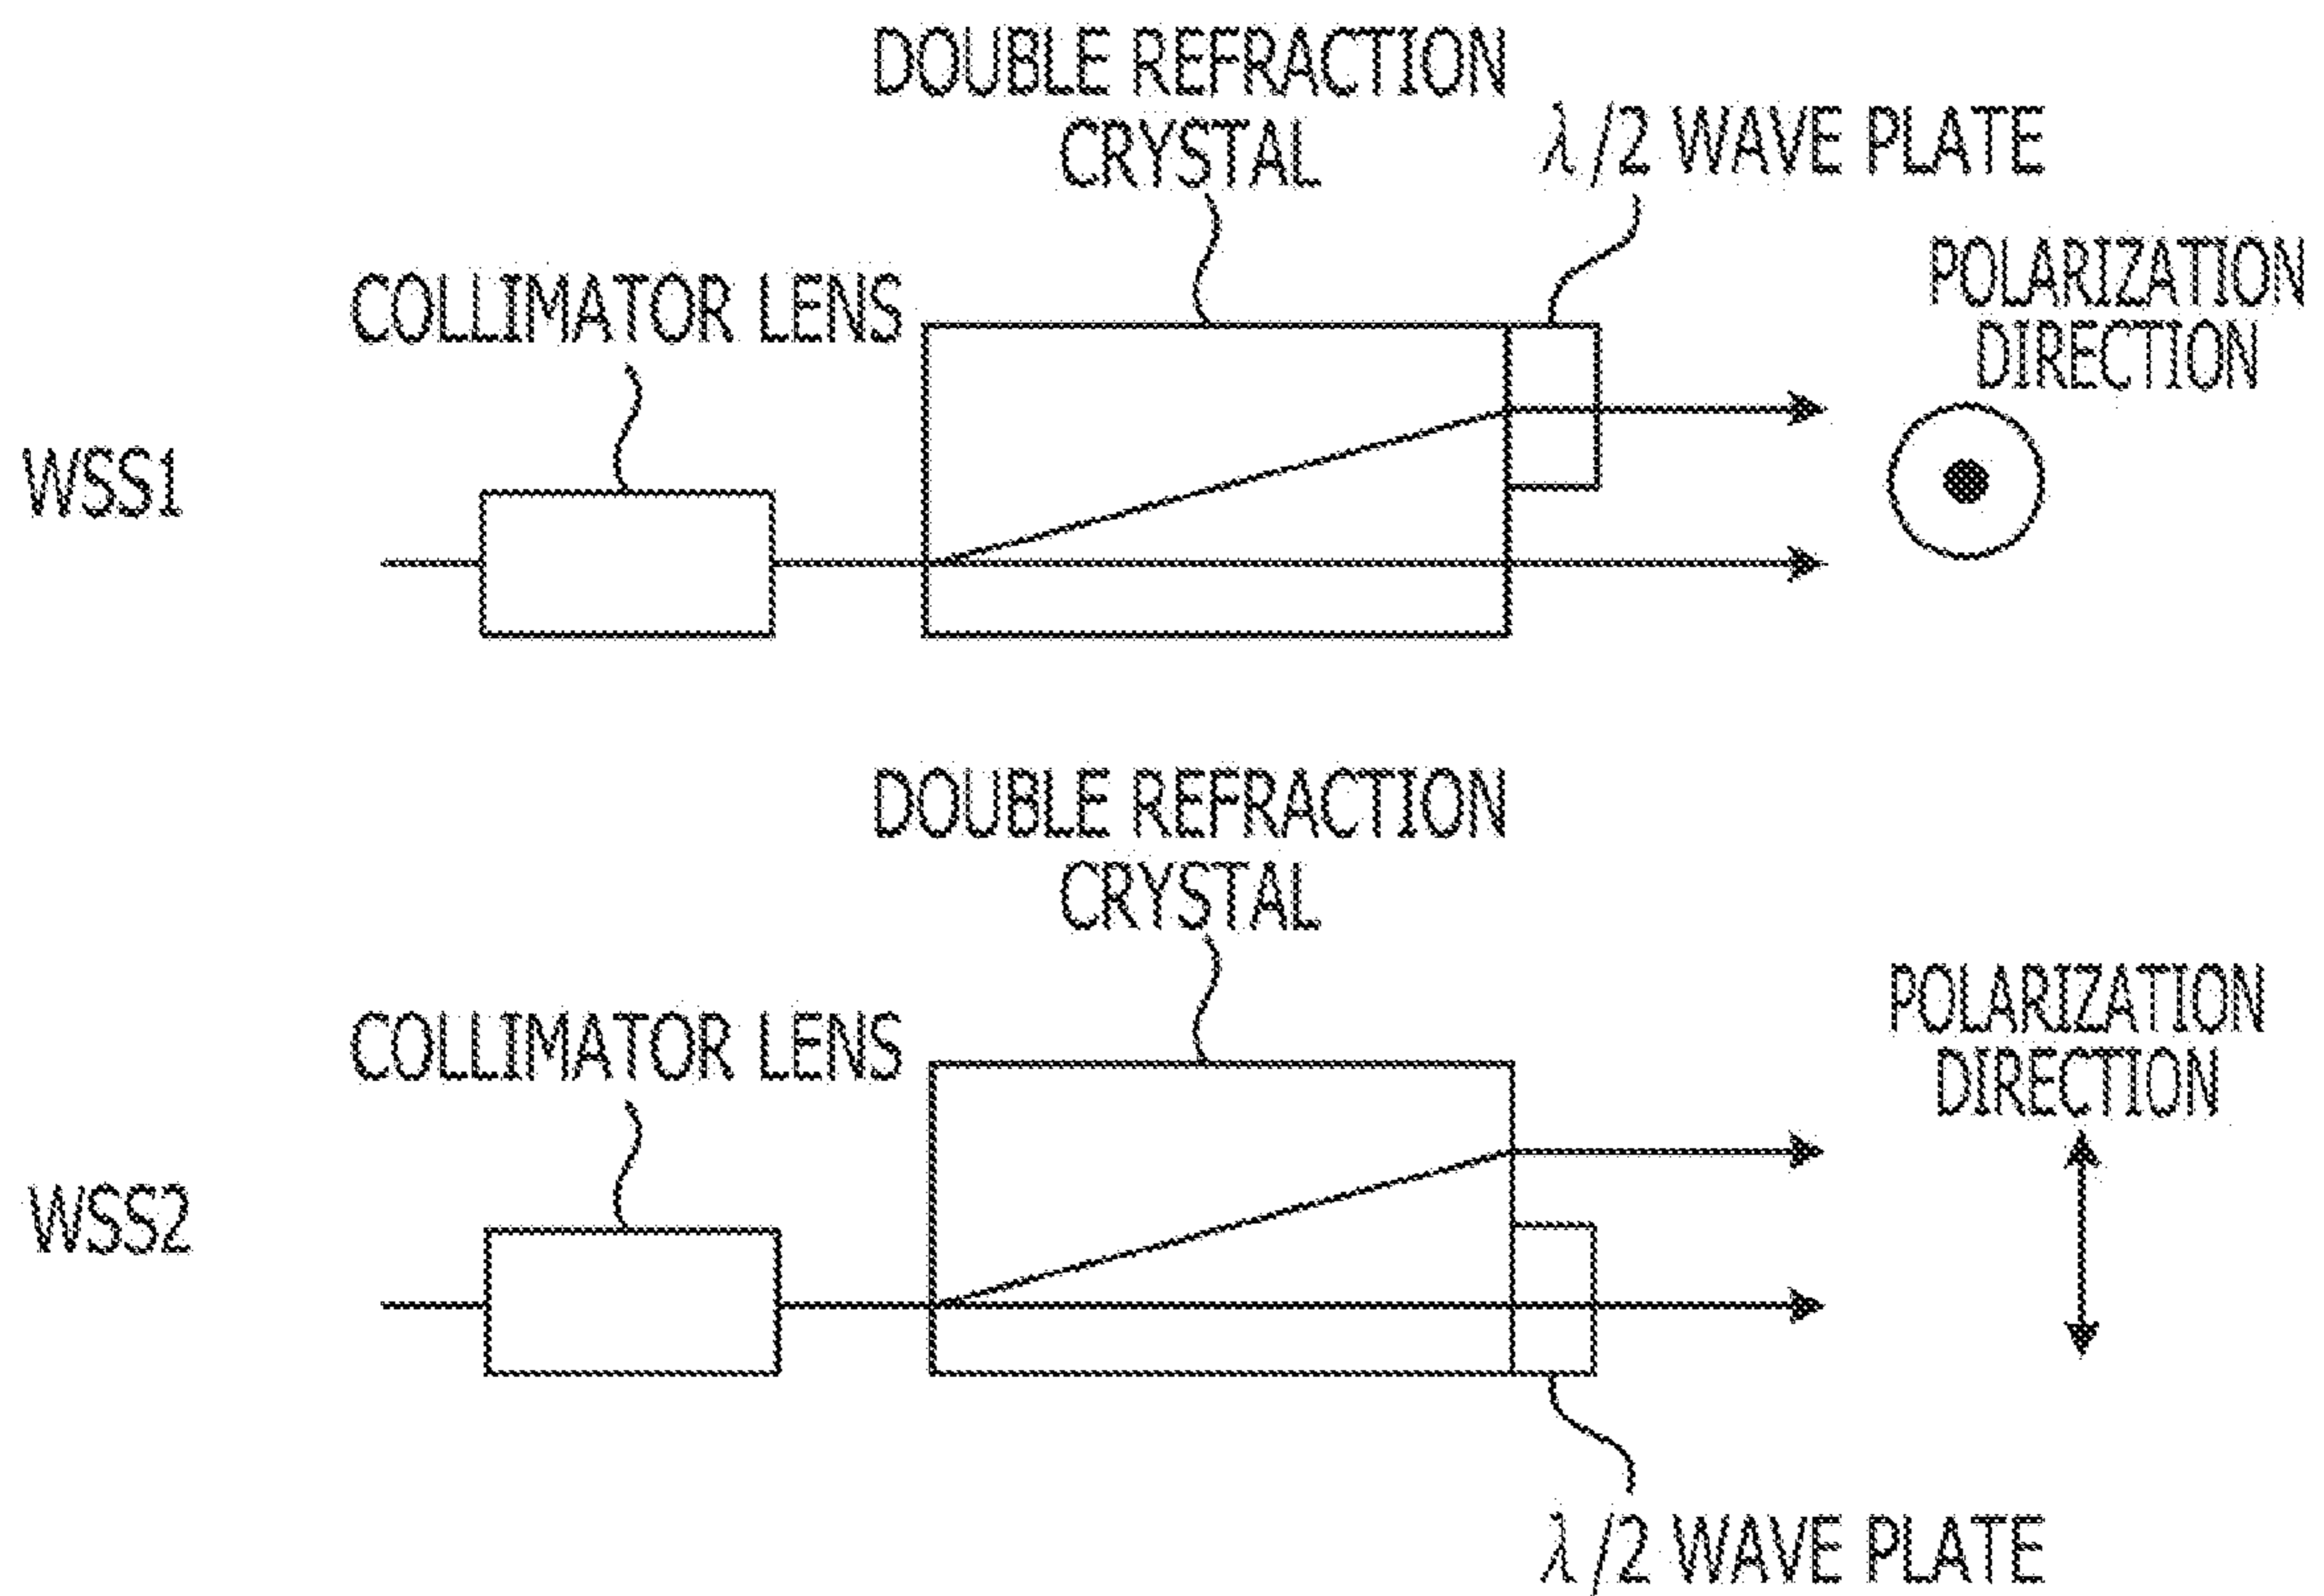 DOUBLE REFRACTION
CRYSTAL
λ/2 WAVE PLATE
COLLIMATOR LENS
POLARIZATION
DIRECTION
WSS1
DOUBLE REFRACTION
CRYSTAL
COLLIMATOR LENS
POLARIZATION
DIRECTION
WSS2
λ/2 WAVE PLATE